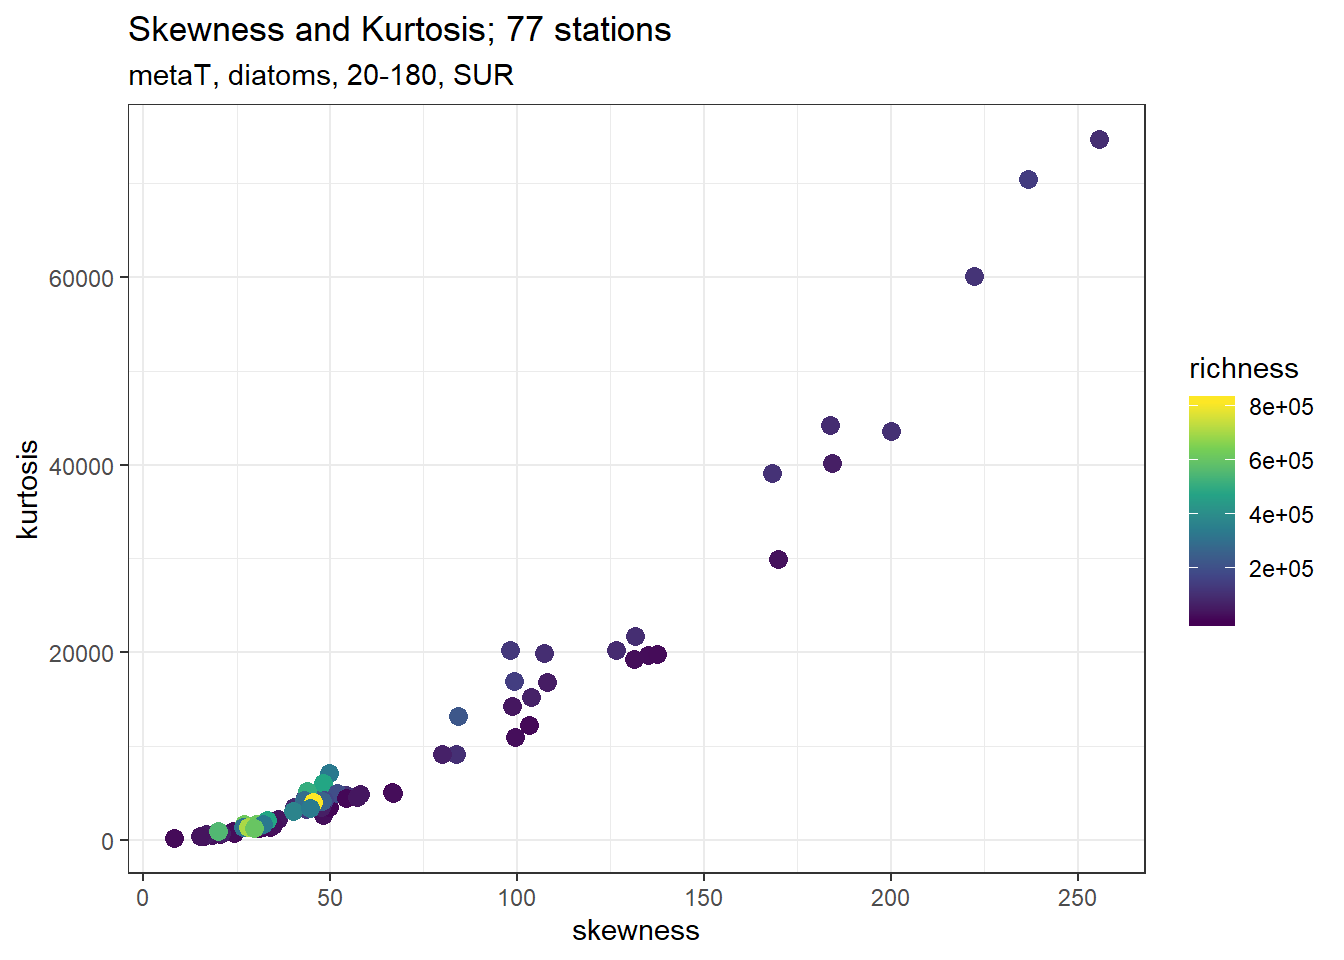 Skewness and Kurtosis; 77 stations
metaT, diatoms, 20-180, SUR
kurtosis
60000
40000
20000
0
0 50 100 150 200 250
skewness
richness
8e+05
6e+05
4e+05
2e+05